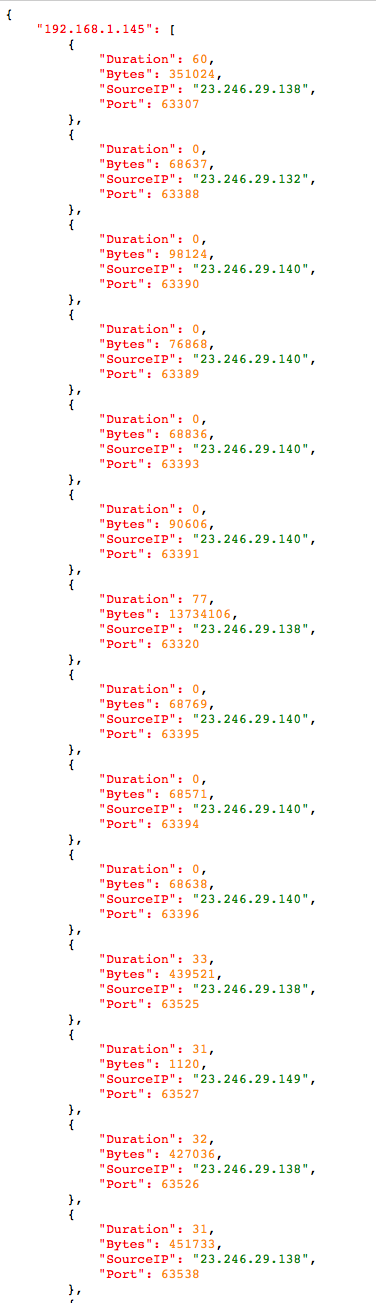 {
"192.168.1.145": [
{
"Duration": 60,
"Bytes": 351024,
"SourceIP": "23.246.29.138",
"Port": 63307
},
{
"Duration": 0,
"Bytes": 68637,
"SourceIP": "23.246.29.132",
"Port": 63388
},
{
"Duration": 0,
"Bytes": 98124,
"SourceIP": "23.246.29.140",
"Port": 63390
},
{
"Duration": 0,
"Bytes": 76868,
"SourceIP": "23.246.29.140",
"Port": 63389
},
{
"Duration": 0,
"Bytes": 68836,
"SourceIP": "23.246.29.140",
"Port": 63393
},
{
"Duration": 0,
"Bytes": 90606,
"SourceIP": "23.246.29.140",
"Port": 63391
},
{
"Duration": 77,
"Bytes": 13734106,
"SourceIP": "23.246.29.138",
"Port": 63320
},
{
"Duration": 0,
"Bytes": 68769,
"SourceIP": "23.246.29.140",
"Port": 63395
},
{
"Duration": 0,
"Bytes": 68571,
"SourceIP": "23.246.29.140",
"Port": 63394
},
{
"Duration": 0,
"Bytes": 68638,
"SourceIP": "23.246.29.140",
"Port": 63396
},
{
"Duration": 33,
"Bytes": 439521,
"SourceIP": "23.246.29.138",
"Port": 63525
},
{
"Duration": 31,
"Bytes": 1120,
"SourceIP": "23.246.29.149",
"Port": 63527
},
{
"Duration": 32,
"Bytes": 427036,
"SourceIP": "23.246.29.138",
"Port": 63526
},
{
"Duration": 31,
"Bytes": 451733,
"SourceIP": "23.246.29.138",
"Port": 63538
},